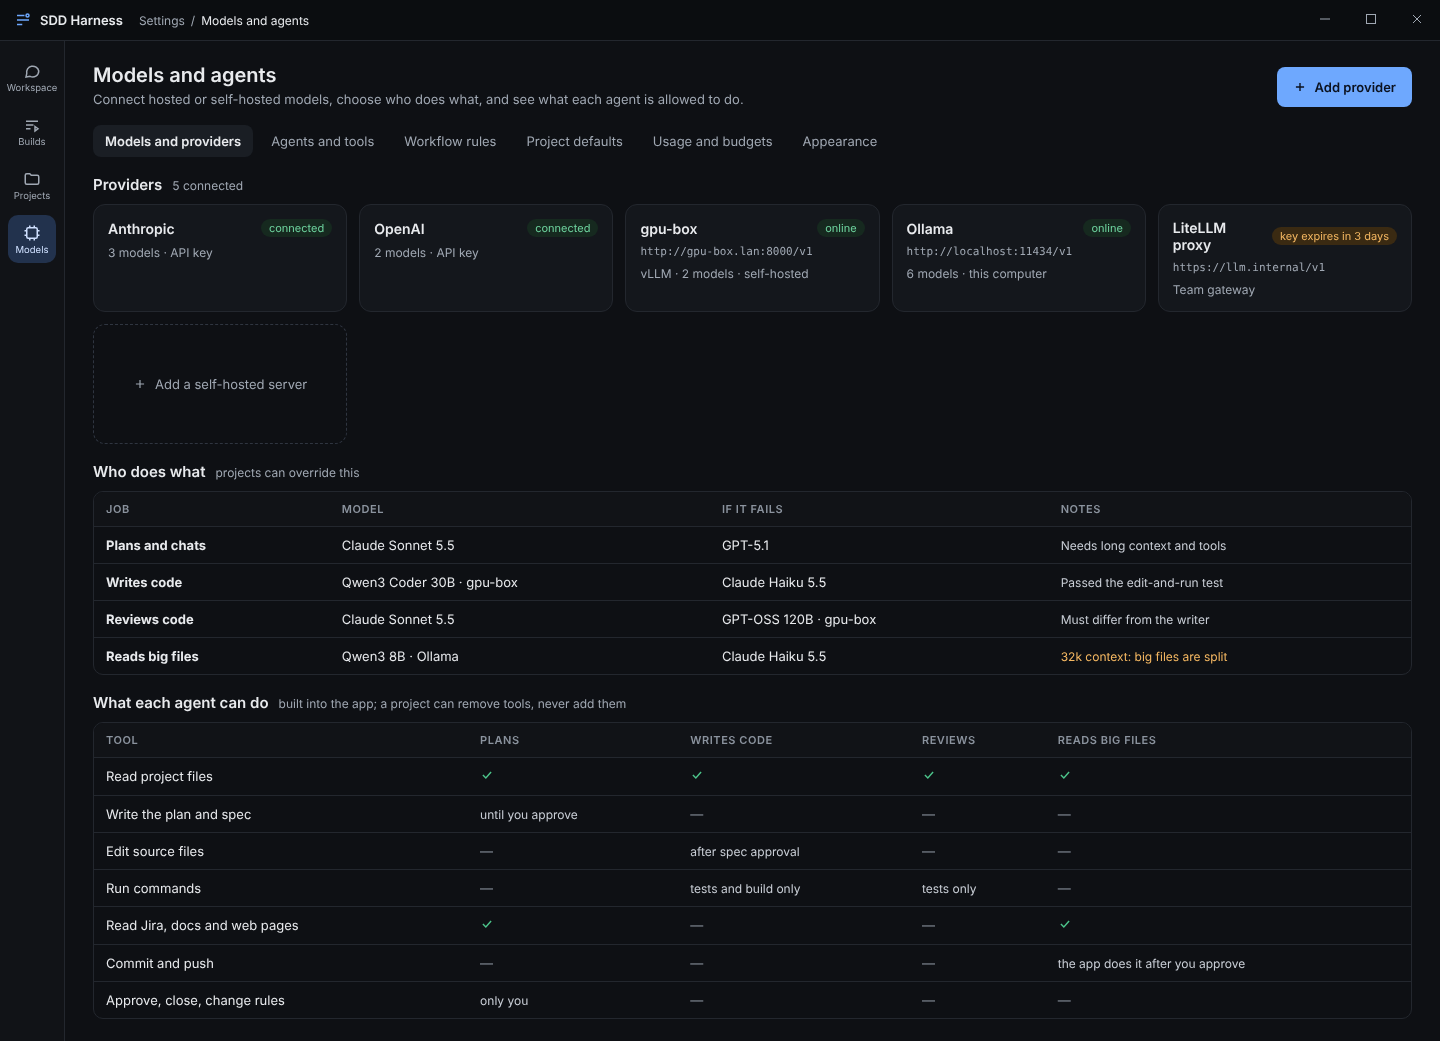 SDD Harness Settings / Models and agents
Workspace
Builds
Projects
Models
Models and agents
Connect hosted or self-hosted models, choose who does what, and see what each agent is allowed to do.
+ Add provider
Models and providers Agents and tools Workflow rules Project defaults Usage and budgets Appearance
Providers 5 connected
Anthropic connected
3 models · API key
OpenAI connected
2 models · API key
gpu-box online
http://gpu-box.lan:8000/v1
vLLM · 2 models · self-hosted
Ollama online
http://localhost:11434/v1
6 models · this computer
LiteLLM
proxy
key expires in 3 days
https://llm.internal/v1
Team gateway
+ Add a self-hosted server
Who does what projects can override this
JOB MODEL IF IT FAILS NOTES
Plans and chats Claude Sonnet 5.5 GPT-5.1 Needs long context and tools
Writes code Qwen3 Coder 30B · gpu-box Claude Haiku 5.5 Passed the edit-and-run test
Reviews code Claude Sonnet 5.5 GPT-OSS 120B · gpu-box Must differ from the writer
Reads big files Qwen3 8B · Ollama Claude Haiku 5.5 32k context: big files are split
What each agent can do built into the app; a project can remove tools, never add them
TOOL PLANS WRITES CODE REVIEWS READS BIG FILES
Read project files ✓ ✓ ✓ ✓
Write the plan and spec until you approve — — —
Edit source files — after spec approval — —
Run commands — tests and build only tests only —
Read Jira, docs and web pages ✓ — — ✓
Commit and push — — — the app does it after you approve
Approve, close, change rules only you — — —